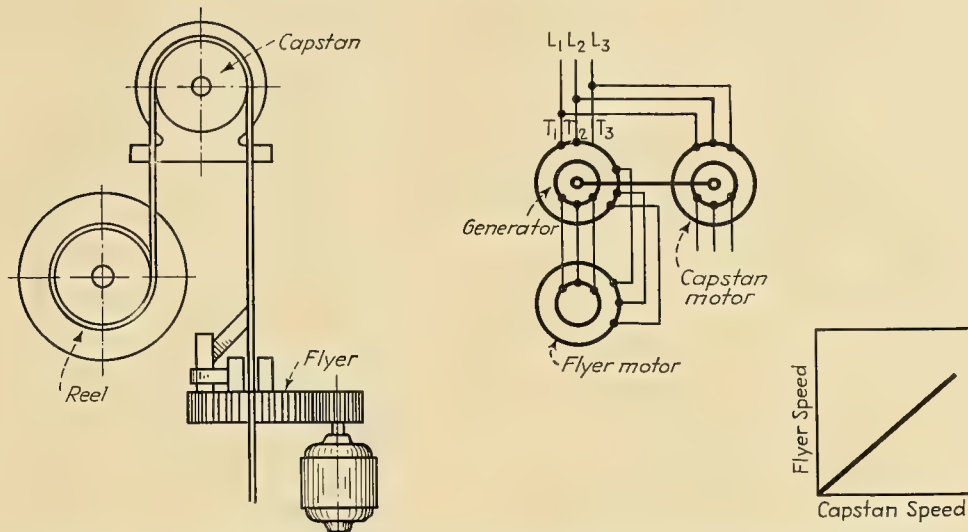 Capstan
Reel
Flyer
L₁ L₂ L₃
T₁ T₂ T₃
Generator
Capstan
motor
Flyer motor
Flyer Speed
Capstan Speed